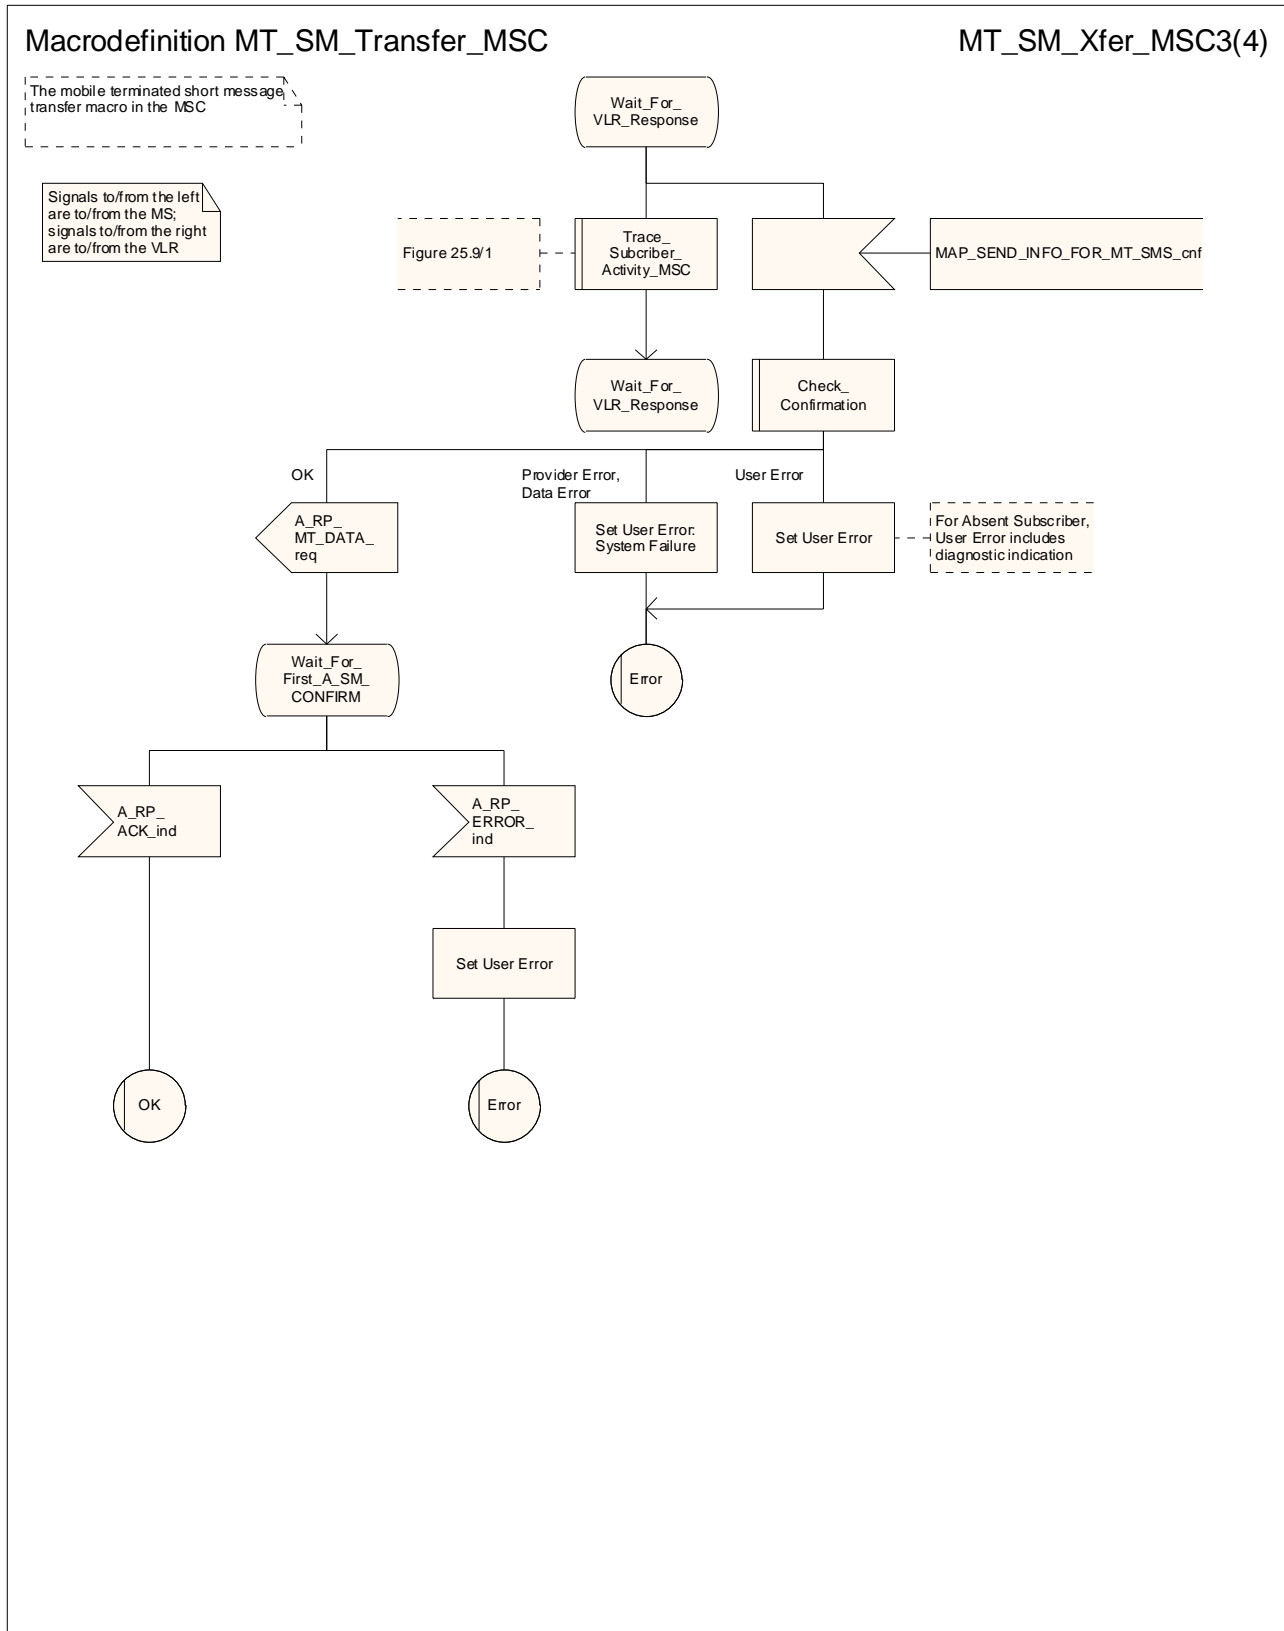 Macrodefinition MT_SM_Transfer_MSC
MT_SM_Xfer_MSC3(4)
The mobile terminated short message
transfer macro in the MSC
Signals to/from the left
are to/from the MS;
signals to/from the right
are to/from the VLR
Wait_For_
VLR_Response
Figure 25.9/1
Trace_
Subcriber_
Activity_MSC
MAP_SEND_INFO_FOR_MT_SMS_cnf
Wait_For_
VLR_Response
Check_
Confirmation
OK
Provider Error,
Data Error
User Error
A_RP_
MT_DATA_
req
Set User Error:
System Failure
Set User Error
For Absent Subscriber,
User Error includes
diagnostic indication
Wait_For_
First_A_SM_
CONFIRM
Error
A_RP_
ACK_ind
A_RP_
ERROR_
ind
Set User Error
OK
Error